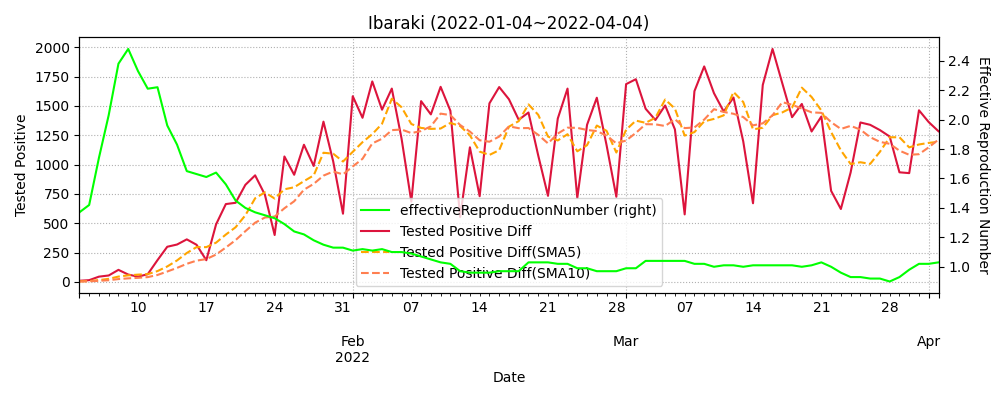 Ibaraki (2022-01-04~2022-04-04)
Tested Positive
2000
1750
1500
1250
1000
750
500
250
0
2.4
2.2
2.0
1.8
1.6
1.4
1.2
1.0
Effective Reproduction Number
effectiveReproductionNumber (right)
Tested Positive Diff
Tested Positive Diff(SMA5)
Tested Positive Diff(SMA10)
10 17 24 31 07 14 21 28 07 14 21 28
Feb Mar Apr
2022
Date